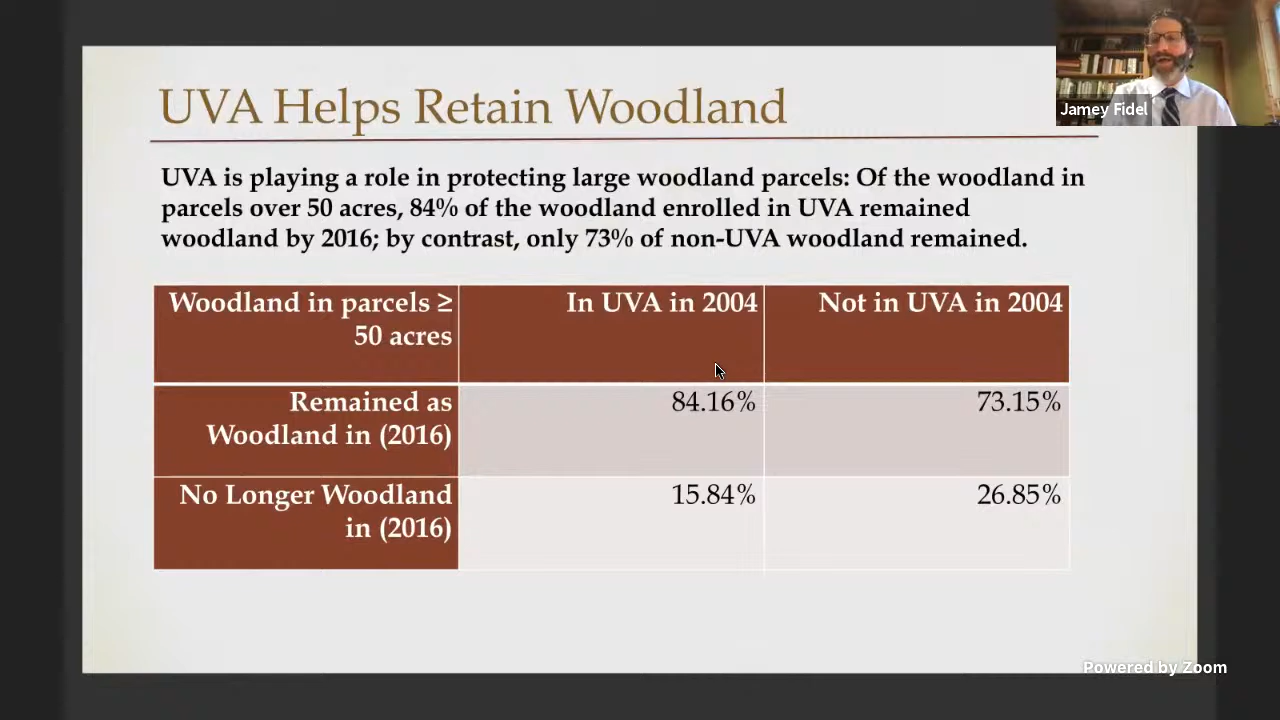 UVA Helps Retain Woodland
Jamey Fidel
UVA is playing a role in protecting large woodland parcels: Of the woodland in
parcels over 50 acres, 84% of the woodland enrolled in UVA remained
woodland by 2016; by contrast, only 73% of non-UVA woodland remained.
Woodland in parcels ≥
50 acres
In UVA in 2004
Not in UVA in 2004
Remained as
Woodland in (2016)
84.16%
73.15%
No Longer Woodland
in (2016)
15.84%
26.85%
Powered by Zoom